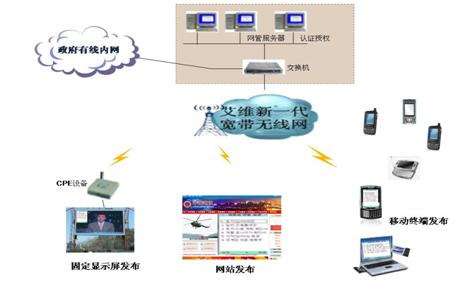 政府有线内网
网管服务器
认证授权
交换机
艾维新一代
宽带无线网
CPE设备
固定显示屏发布
网站发布
移动终端发布